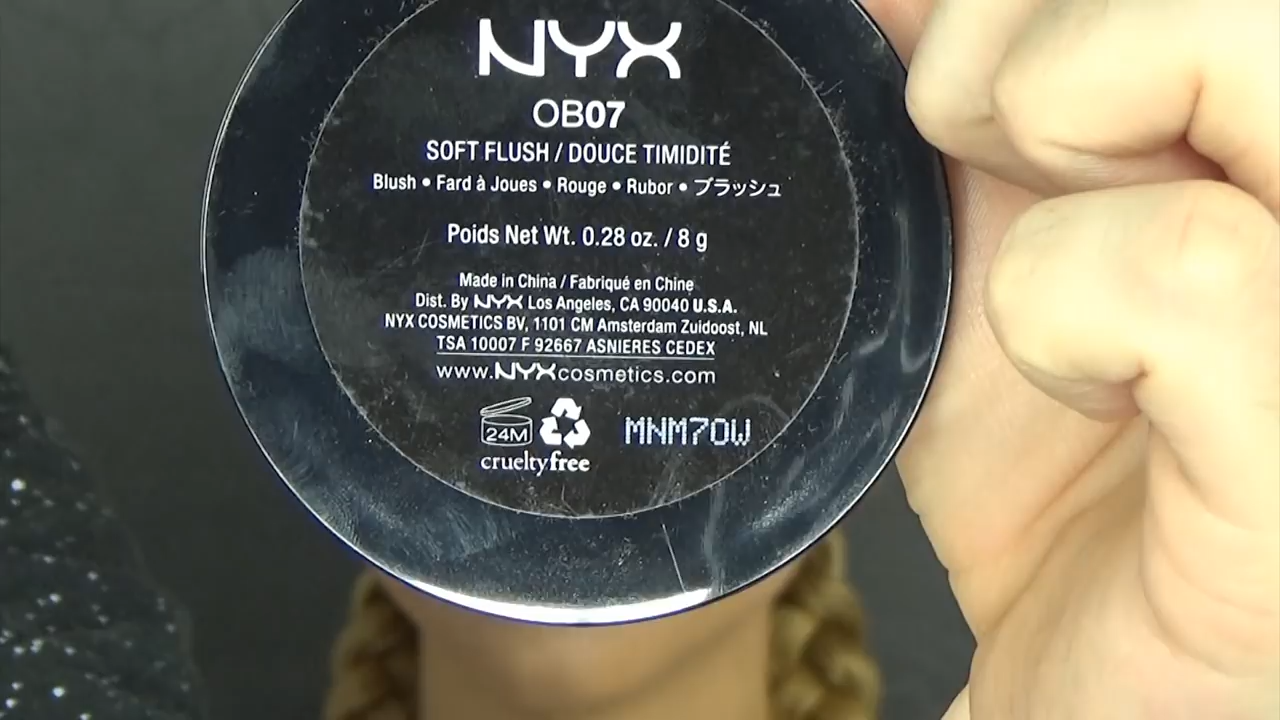 NYX
OB07
SOFT FLUSH / DOUCE TIMIDITÉ
Blush • Fard à Joues • Rouge • Rubor • ブラッシュ
Poids Net Wt. 0.28 oz. / 8 g
Made in China / Fabriqué en Chine
Dist. By NYX Los Angeles, CA 90040 U.S.A.
NYX COSMETICS BV, 1101 CM Amsterdam Zuidoost, NL
TSA 10007 F 92667 ASNIERES CEDEX
www.NYXcosmetics.com
24M
MNM70W
crueltyfree